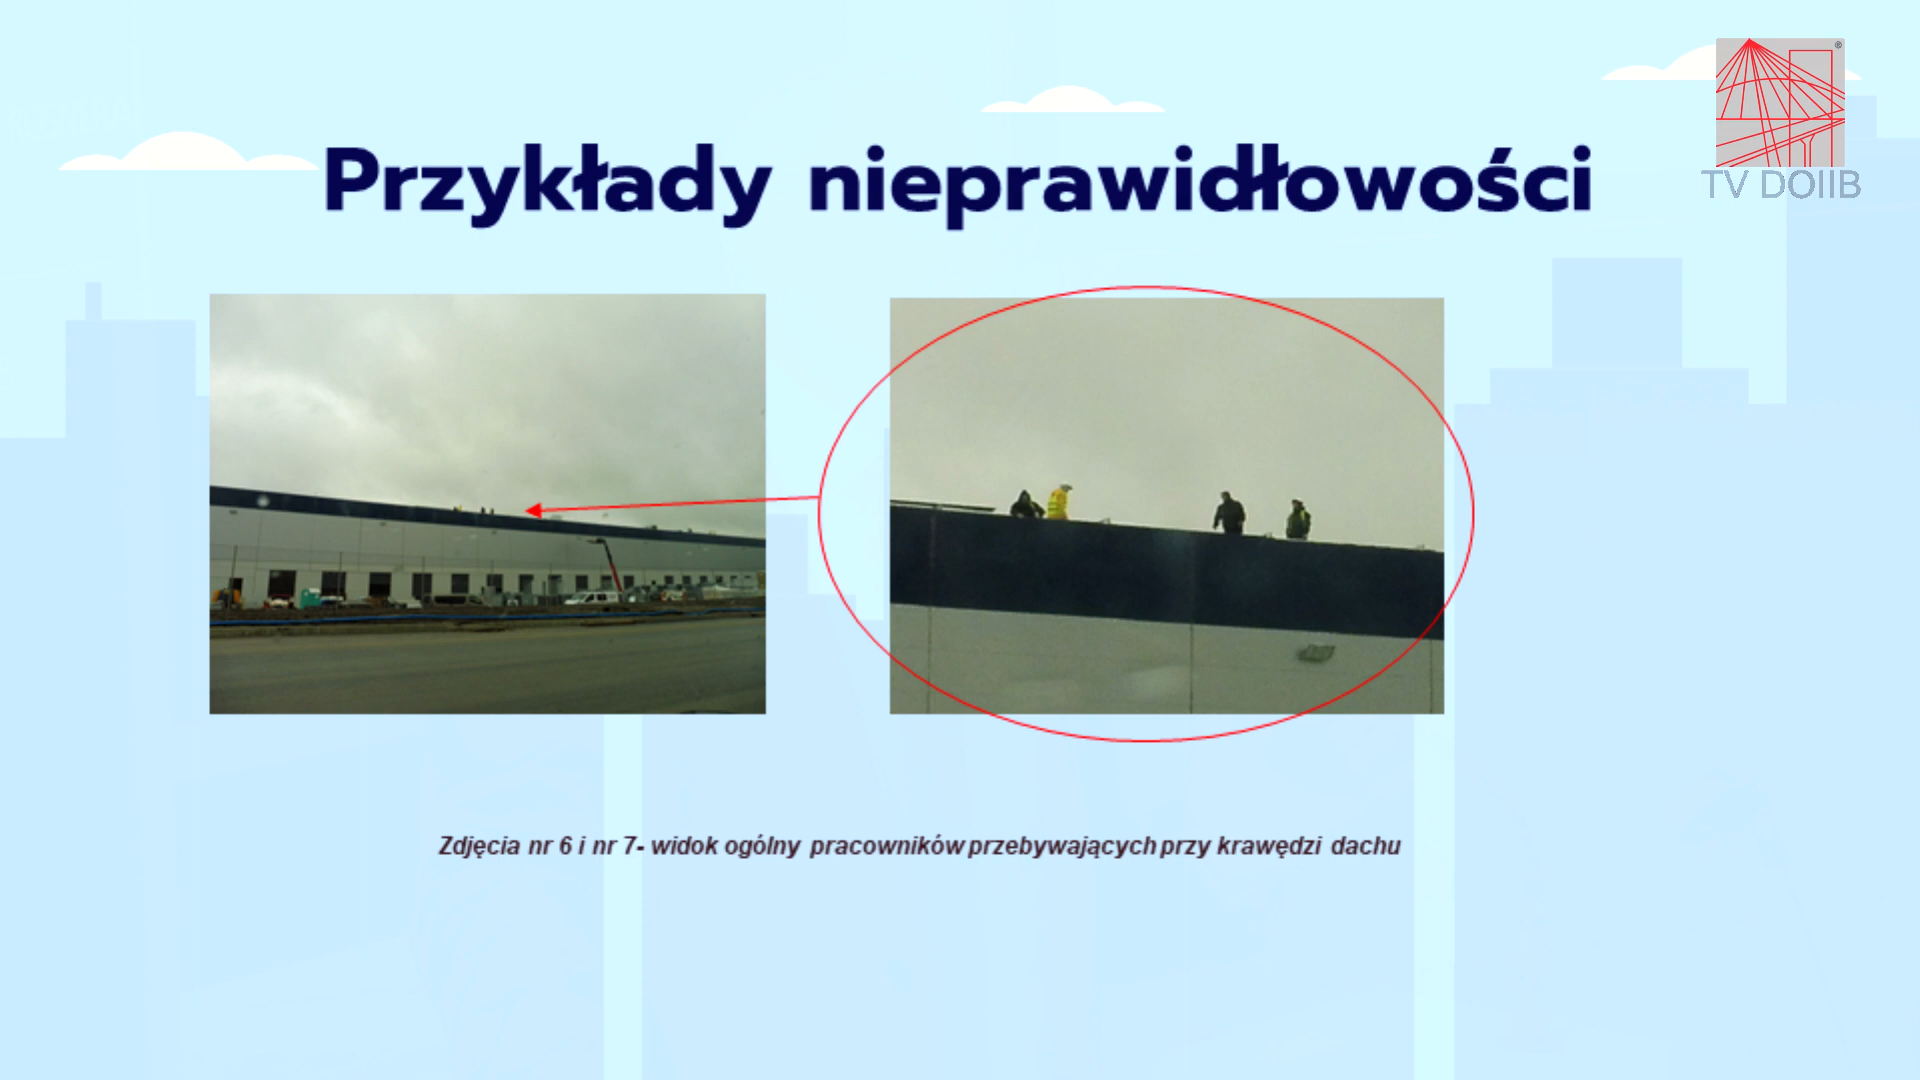 Przykłady nieprawidłowości
®
TV DOIIB
Zdjęcia nr 6 i nr 7- widok ogólny pracowników przebywających przy krawędzi dachu